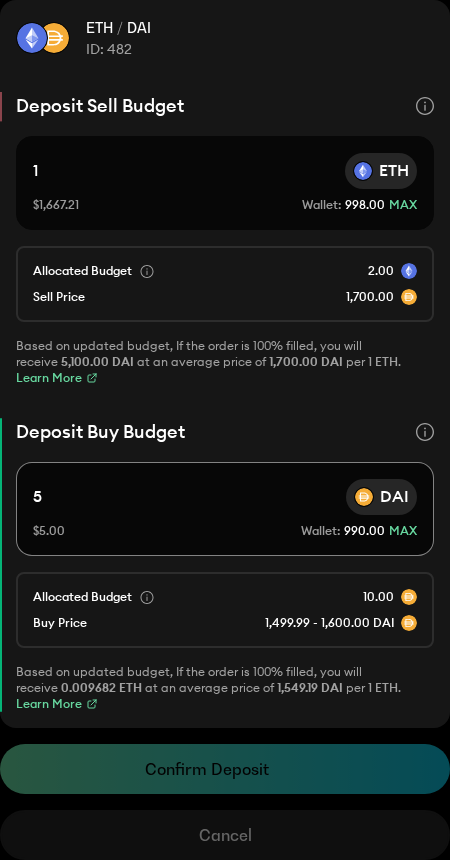 ETH / DAI
ID: 482
Deposit Sell Budget
1
ETH
$1,667.21
Wallet: 998.00 MAX
Allocated Budget
2.00
Sell Price
1,700.00
Based on updated budget, If the order is 100% filled, you will
receive 5,100.00 DAI at an average price of 1,700.00 DAI per 1 ETH.
Learn More
Deposit Buy Budget
5
DAI
$5.00
Wallet: 990.00 MAX
Allocated Budget
10.00
Buy Price
1,499.99 - 1,600.00 DAI
Based on updated budget, If the order is 100% filled, you will
receive 0.009682 ETH at an average price of 1,549.19 DAI per 1 ETH.
Learn More
Confirm Deposit
Cancel